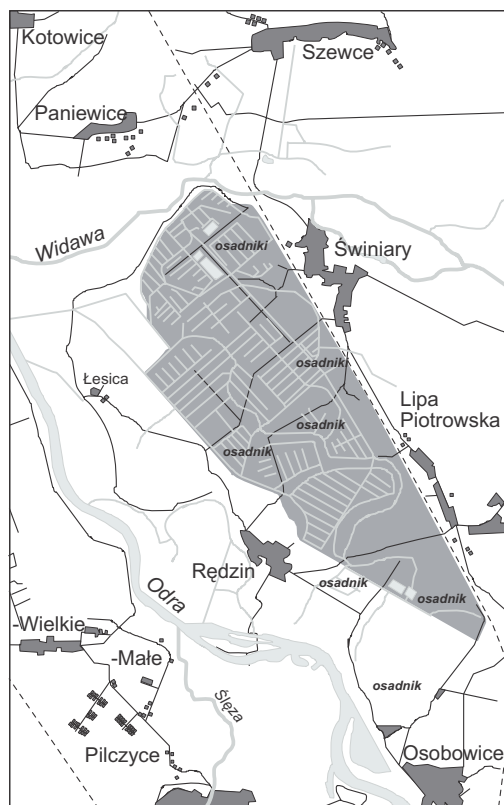 Kotowice
Szewce
Paniewice
Widawa
osadniki
Świniary
osadniki
Łesica
Lipa
Piotrowska
osadnik
osadnik
Rędzin
osadnik
osadnik
Odra
-Wielkie
-Małe
Ślęza
osadnik
Pilczyce
Osobowice